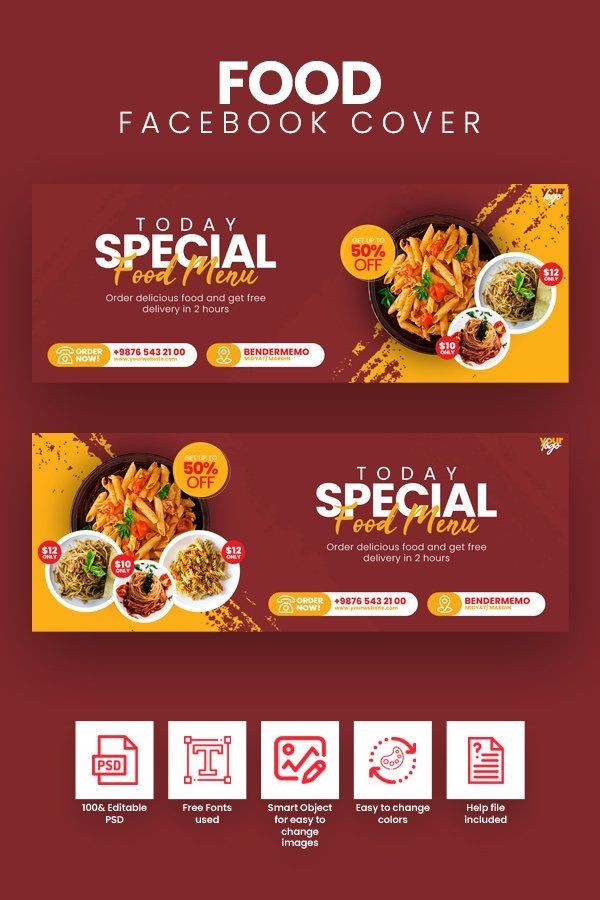 FOOD
FACEBOOK COVER
your
logo
TODAY
SPECIAL
Food Menu
Order delicious food and get free
delivery in 2 hours
GET UP TO
50%
OFF
$12
ONLY
$10
ONLY
ORDER
NOW!
+9876 543 21 00
www.yourwebsite.com
BENDERMEMO
MIDYAT/MARDIN
your
logo
GET UP TO
50%
OFF
TODAY
SPECIAL
Food Menu
Order delicious food and get free
delivery in 2 hours
$12
ONLY
$10
ONLY
$12
ONLY
ORDER
NOW!
+9876 543 21 00
www.yourwebsite.com
BENDERMEMO
MIDYAT/MARDIN
PSD
T
?
100& Editable
PSD
Free Fonts
used
Smart Object
for easy to
change
images
Easy to change
colors
Help file
included